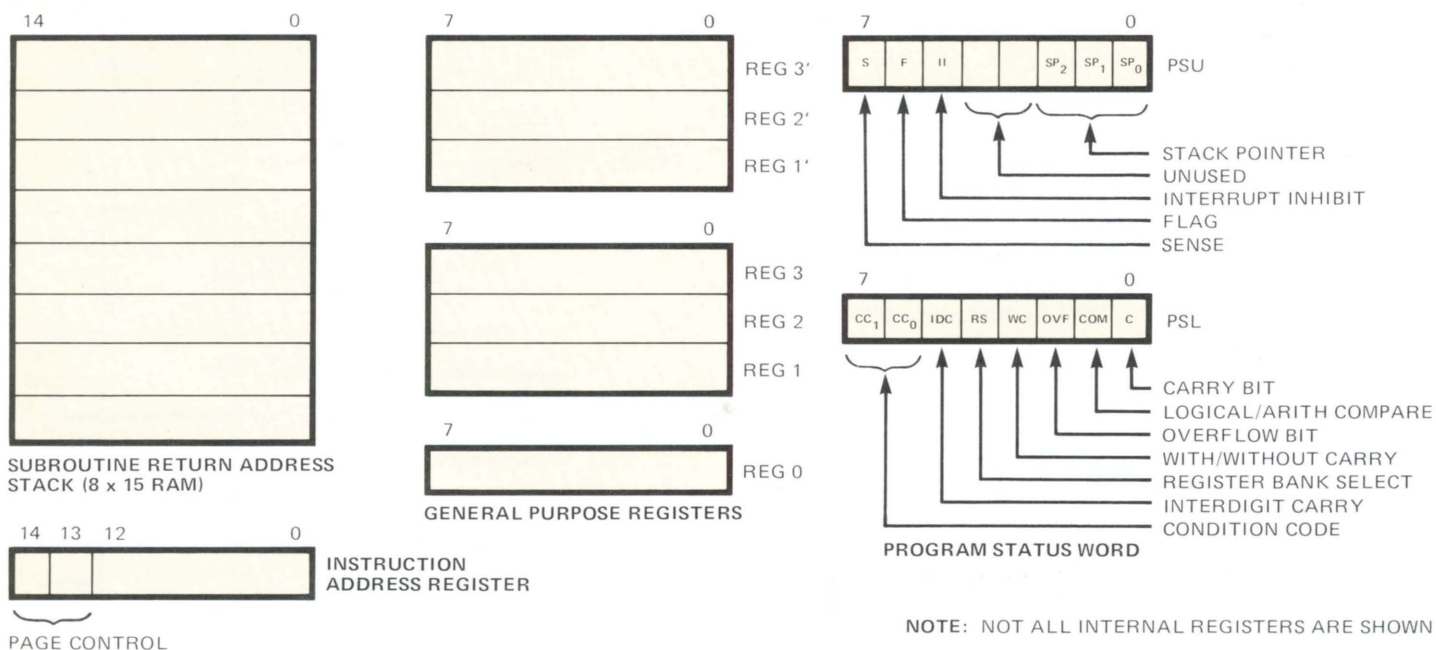 14 0
SUBROUTINE RETURN ADDRESS
STACK (8 x 15 RAM)
14 13 12 0
INSTRUCTION
ADDRESS REGISTER
PAGE CONTROL
7 0
REG 3'
REG 2'
REG 1'
7 0
REG 3
REG 2
REG 1
7 0
REG 0
GENERAL PURPOSE REGISTERS
7 0
S F II SP2 SP1 SP0 PSU
STACK POINTER
UNUSED
INTERRUPT INHIBIT
FLAG
SENSE
7 0
CC1 CC0 IDC RS WC OVF COM C PSL
CARRY BIT
LOGICAL/ARITH COMPARE
OVERFLOW BIT
WITH/WITHOUT CARRY
REGISTER BANK SELECT
INTERDIGIT CARRY
CONDITION CODE
PROGRAM STATUS WORD
NOTE: NOT ALL INTERNAL REGISTERS ARE SHOWN